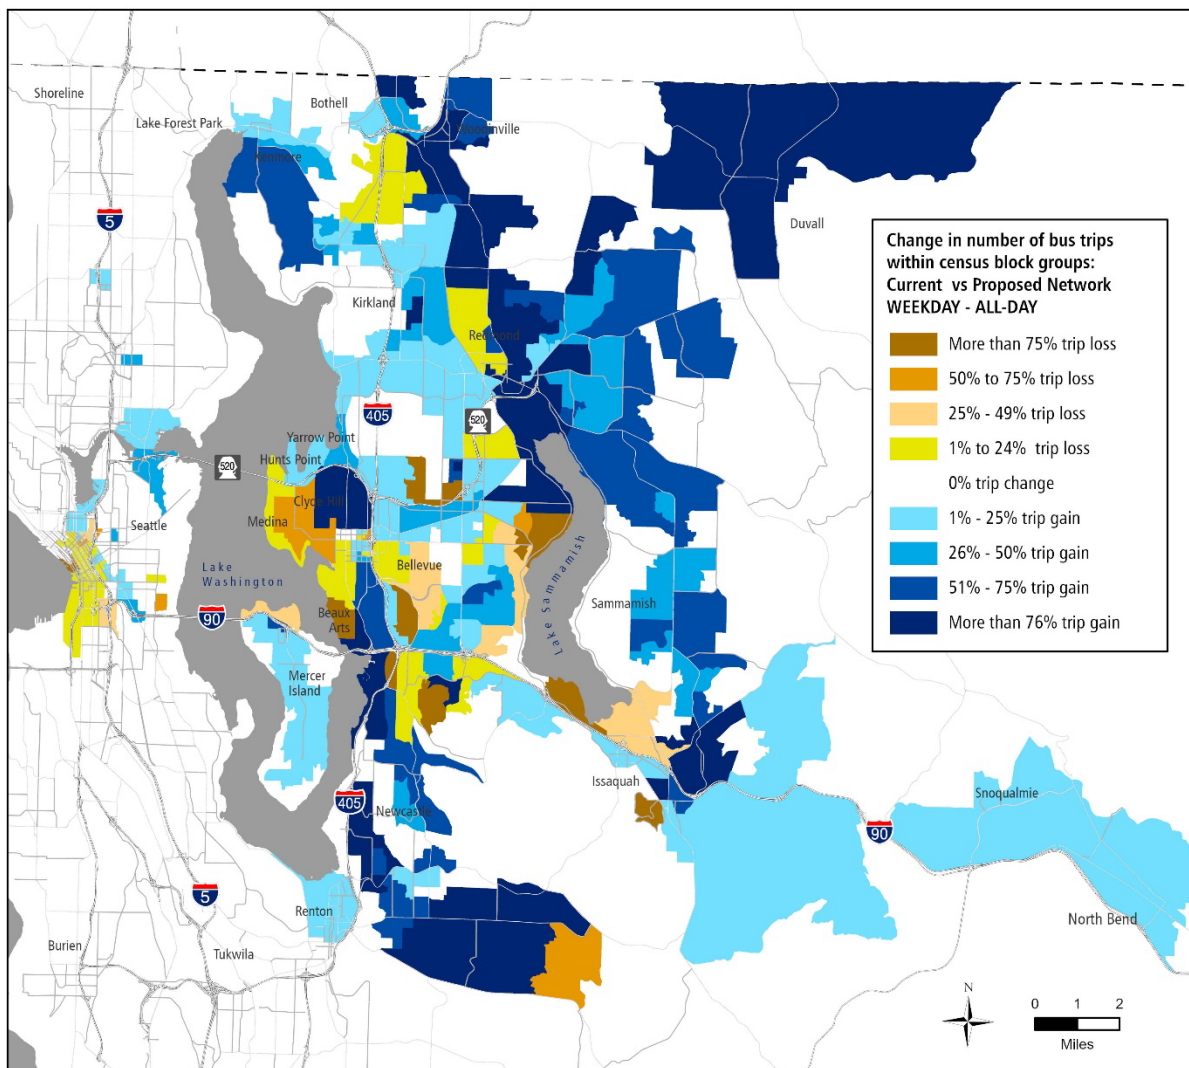 Shoreline
Bothell
Lake Forest Park
Woodinville
Kenmore
5
Duvall
Change in number of bus trips
within census block groups:
Current vs Proposed Network
WEEKDAY - ALL-DAY
More than 75% trip loss
50% to 75% trip loss
25% - 49% trip loss
1% to 24% trip loss
0% trip change
1% - 25% trip gain
26% - 50% trip gain
51% - 75% trip gain
More than 76% trip gain
Kirkland
Redmond
405
520
Yarrow Point
Hunts Point
520
Clyde Hill
Medina
Seattle
Bellevue
Lake
Washington
Lake Sammamish
Sammamish
Beaux
Arts
90
Mercer
Island
Issaquah
Snoqualmie
405
Newcastle
90
5
Renton
North Bend
Burien
Tukwila
N
0 1 2
Miles